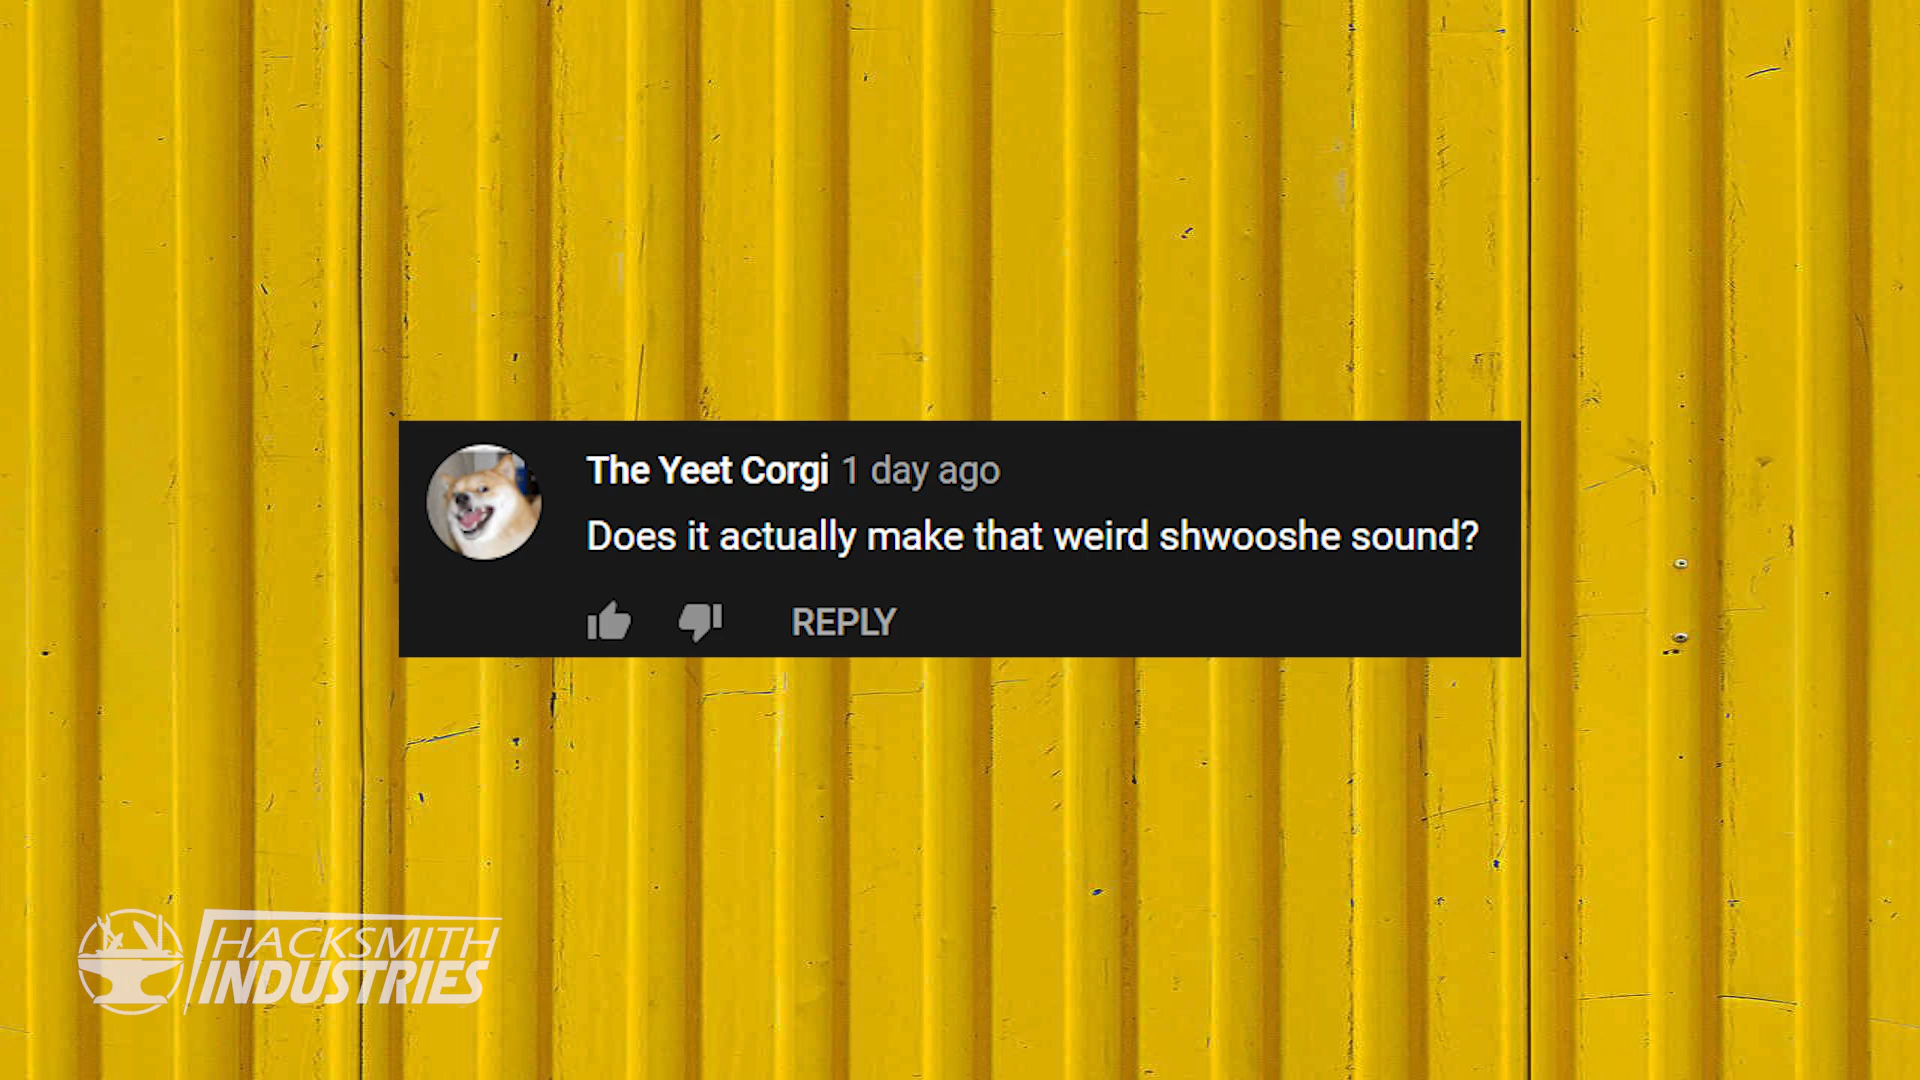 The Yeet Corgi 1 day ago
Does it actually make that weird shwooshe sound?
REPLY
HACKSMITH
INDUSTRIES